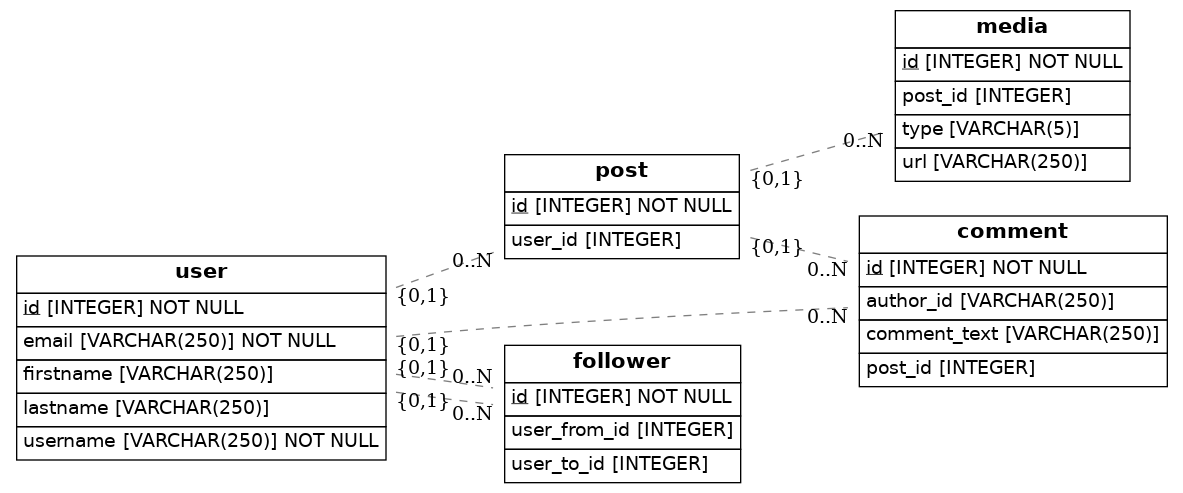 media
id [INTEGER] NOT NULL
post_id [INTEGER]
type [VARCHAR(5)]
url [VARCHAR(250)]
0..N
{0,1}
post
id [INTEGER] NOT NULL
user_id [INTEGER]
{0,1}
0..N
comment
id [INTEGER] NOT NULL
author_id [VARCHAR(250)]
comment_text [VARCHAR(250)]
post_id [INTEGER]
0..N
{0,1}
user
id [INTEGER] NOT NULL
email [VARCHAR(250)] NOT NULL
firstname [VARCHAR(250)]
lastname [VARCHAR(250)]
username [VARCHAR(250)] NOT NULL
{0,1}
0..N
{0,1}
0..N
{0,1}
0..N
follower
id [INTEGER] NOT NULL
user_from_id [INTEGER]
user_to_id [INTEGER]